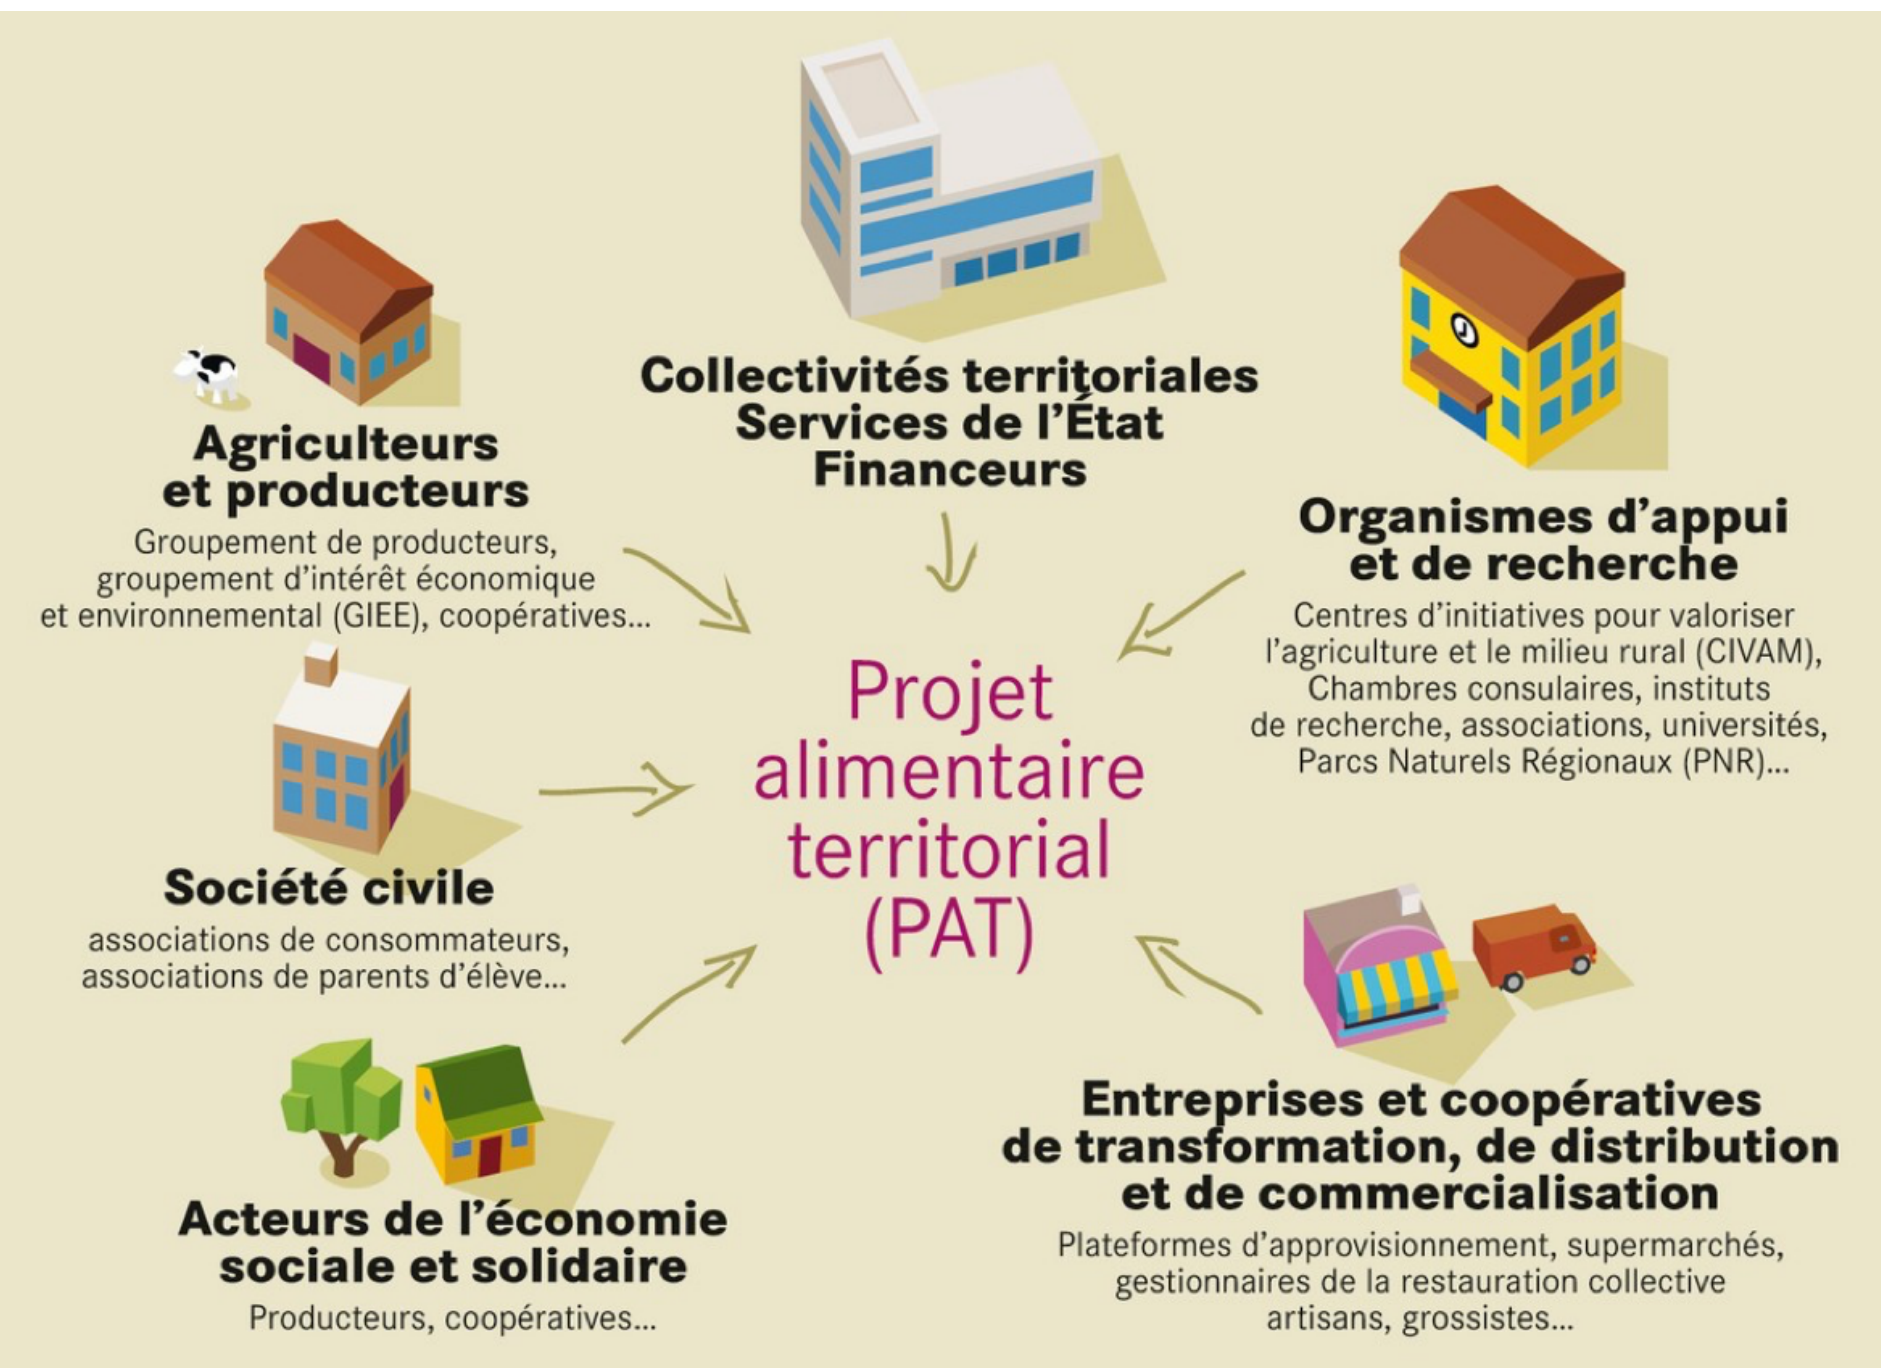 Collectivités territoriales
Services de l'État
Financeurs
Agriculteurs
et producteurs
Groupement de producteurs,
groupement d'intérêt économique
et environnemental (GIEE), coopératives...
Organismes d'appui
et de recherche
Centres d'initiatives pour valoriser
l'agriculture et le milieu rural (CIVAM),
Chambres consulaires, instituts
de recherche, associations, universités,
Parcs Naturels Régionaux (PNR)...
Projet
alimentaire
territorial
(PAT)
Société civile
associations de consommateurs,
associations de parents d'élève...
Acteurs de l'économie
sociale et solidaire
Producteurs, coopératives...
Entreprises et coopératives
de transformation, de distribution
et de commercialisation
Plateformes d'approvisionnement, supermarchés,
gestionnaires de la restauration collective
artisans, grossistes...